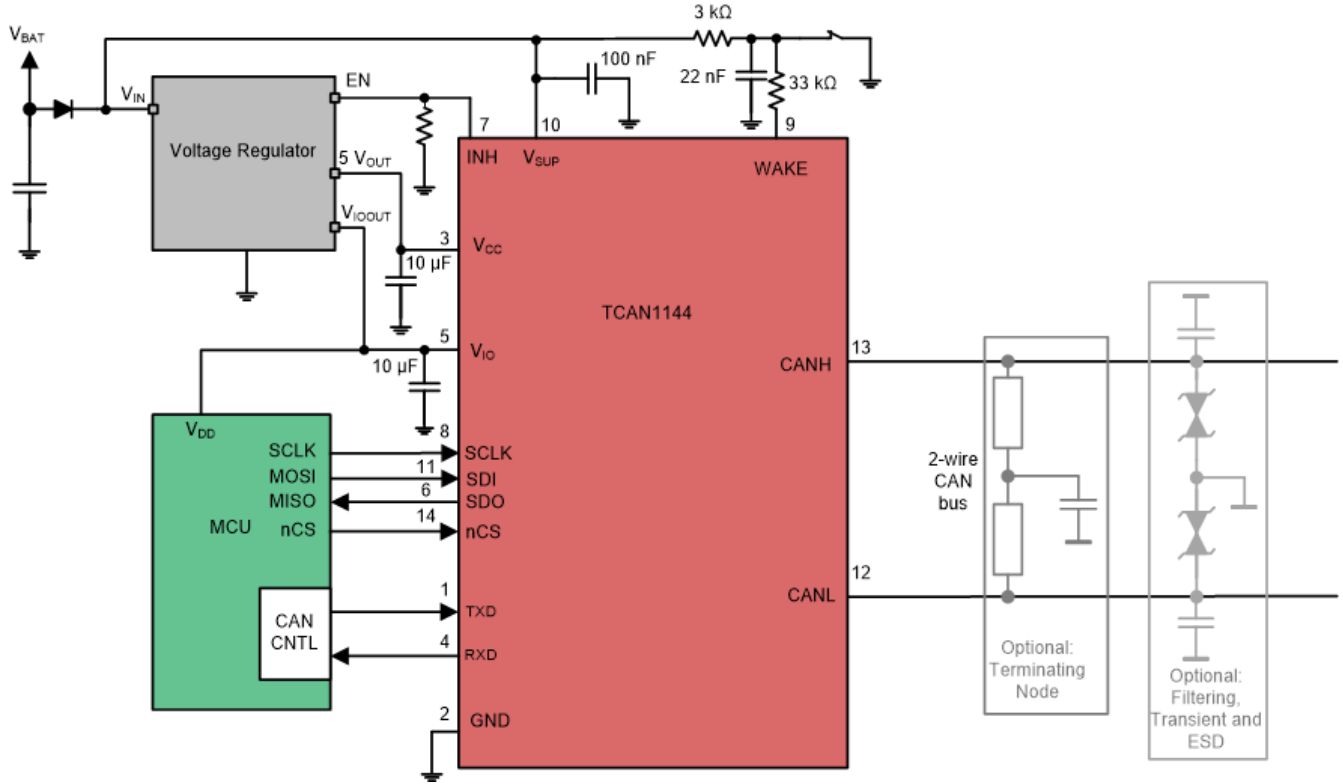 3 kΩ
VBAT
100 nF
22 nF
33 kΩ
VIN
EN
7
10
9
Voltage Regulator
INH
VSUP
WAKE
5 VOUT
VIOOUT
3
VCC
10 µF
TCAN1144
5
VIO
10 µF
13
CANH
VDD
8
SCLK
SCLK
11
MOSI
SDI
6
MISO
SDO
14
MCU
nCS
nCS
2-wire
CAN
bus
12
CANL
1
TXD
CAN
CNTL
4
RXD
Optional:
Terminating
Node
Optional:
Filtering,
Transient and
ESD
2
GND